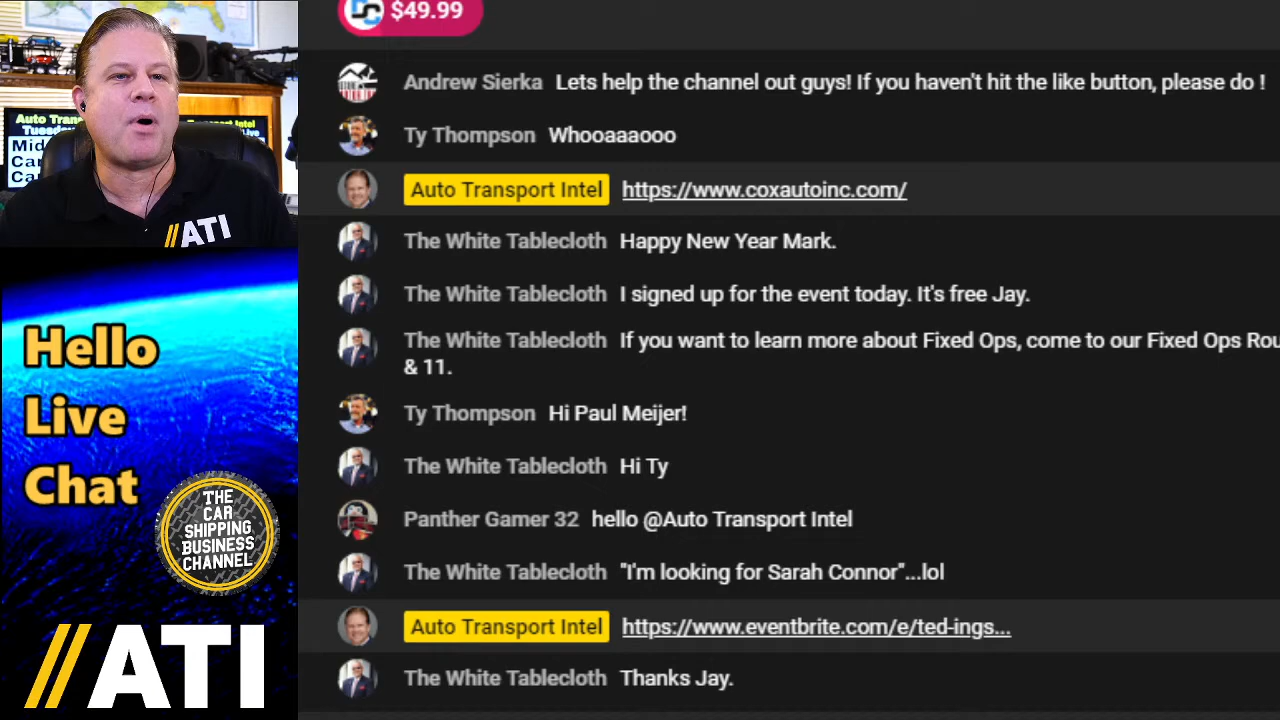 $49.99
Andrew Sierka Lets help the channel out guys! If you haven't hit the like button, please do !
Ty Thompson Whooaaaooo
Auto Transport Intel https://www.coxautoinc.com/
The White Tablecloth Happy New Year Mark.
The White Tablecloth I signed up for the event today. It's free Jay.
The White Tablecloth If you want to learn more about Fixed Ops, come to our Fixed Ops
& 11.
Ty Thompson Hi Paul Meijer!
The White Tablecloth Hi Ty
Panther Gamer 32 hello @Auto Transport Intel
The White Tablecloth "I'm looking for Sarah Connor"...lol
Auto Transport Intel https://www.eventbrite.com/e/ted-ings...
The White Tablecloth Thanks Jay.
//ATI
Hello
Live
Chat
THE
CAR
SHIPPING
BUSINESS
CHANNEL
//ATI